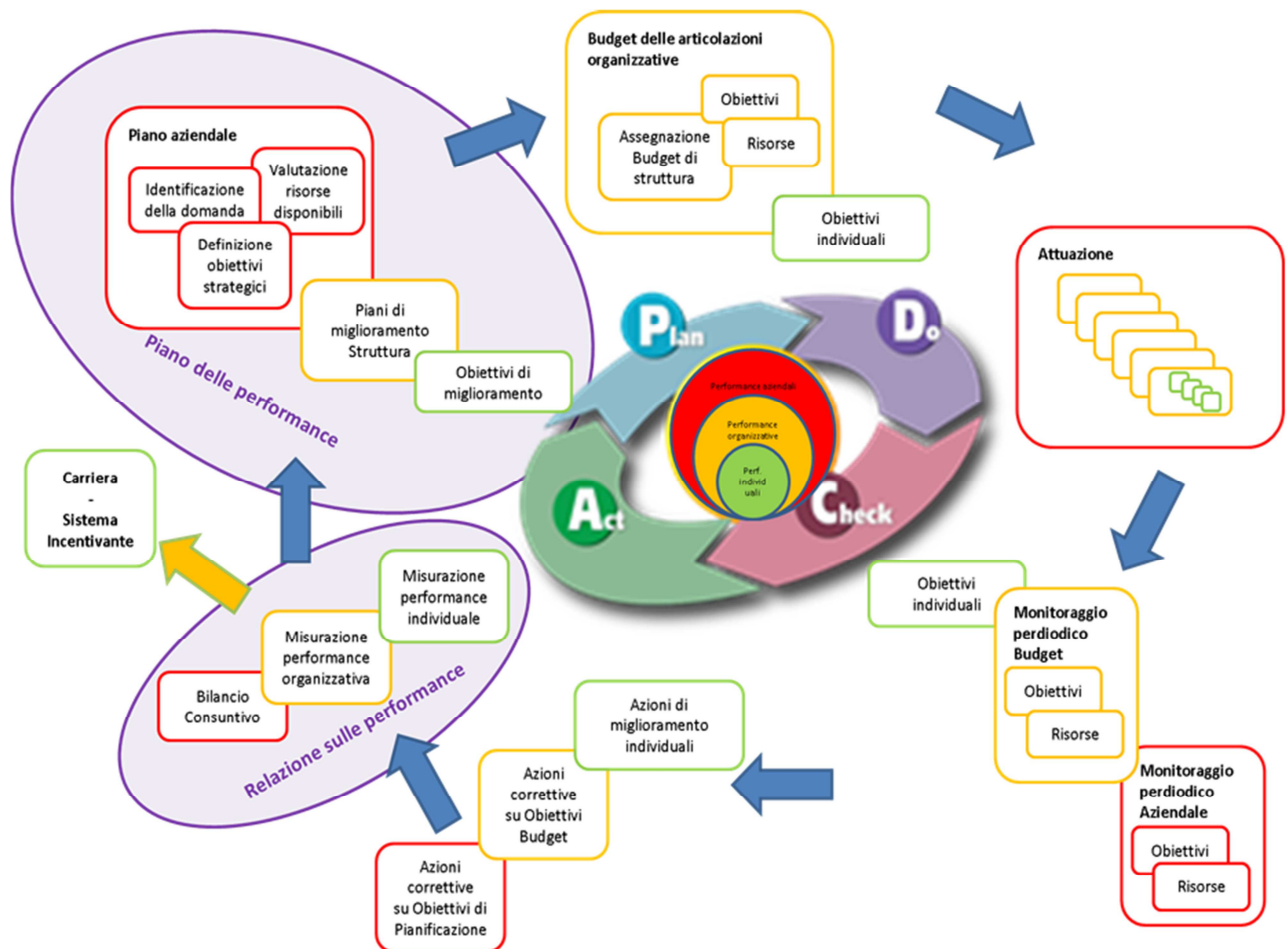 Piano aziendale
Identificazione
della domanda
Valutazione
risorse
disponibili
Definizione
obiettivi
strategici
Piani di
miglioramento
Struttura
Obiettivi di
miglioramento
Piano delle performance
Budget delle articolazioni
organizzative
Obiettivi
Assegnazione
Budget di
struttura
Risorse
Obiettivi
individuali
Attuazione
Plan
Do
Check
Act
Performance aziendali
Performance
organizzative
Perf.
individ
uali
Obiettivi
individuali
Monitoraggio
perdiodico
Budget
Obiettivi
Risorse
Monitoraggio
perdiodico
Aziendale
Obiettivi
Risorse
Azioni di
miglioramento
individuali
Azioni
correttive
su Obiettivi
Budget
Azioni
correttive
su Obiettivi di
Pianificazione
Misurazione
performance
individuale
Misurazione
performance
organizzativa
Bilancio
Consuntivo
Relazione sulle performance
Carriera
-
Sistema
Incentivante